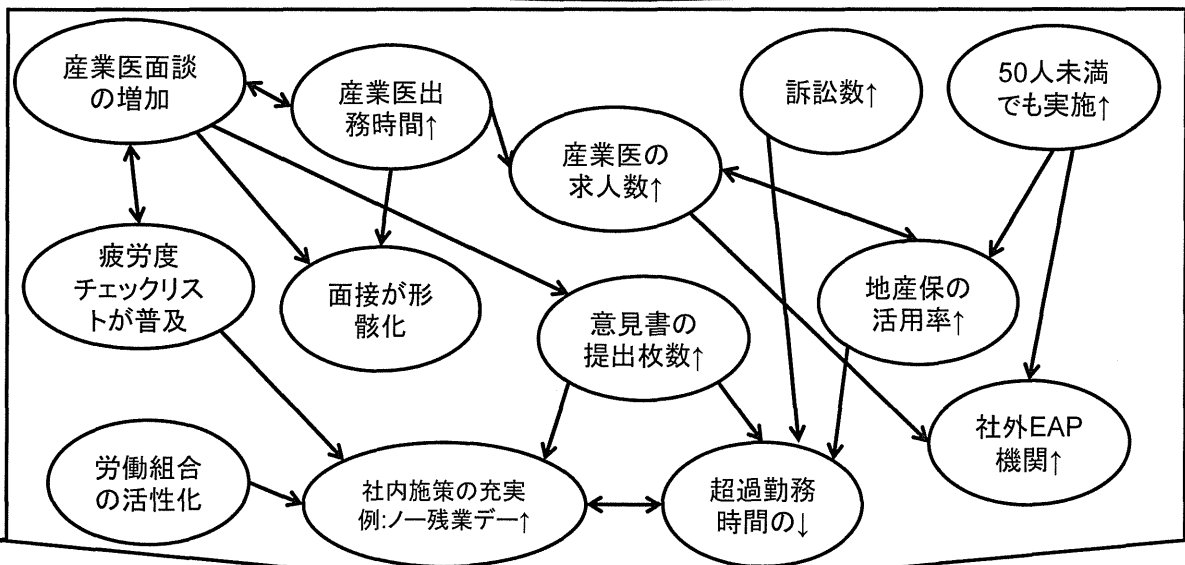 産業医面談
の増加
産業医出
務時間↑
産業医の
求人数↑
訴訟数↑
50人未満
でも実施↑
疲労度
チェックリス
トが普及
面接が形
骸化
意見書の
提出枚数↑
地産保の
活用率↑
労働組合
の活性化
社内施策の充実
例:ノー残業デー↑
超過勤務
時間の↓
社外EAP
機関↑